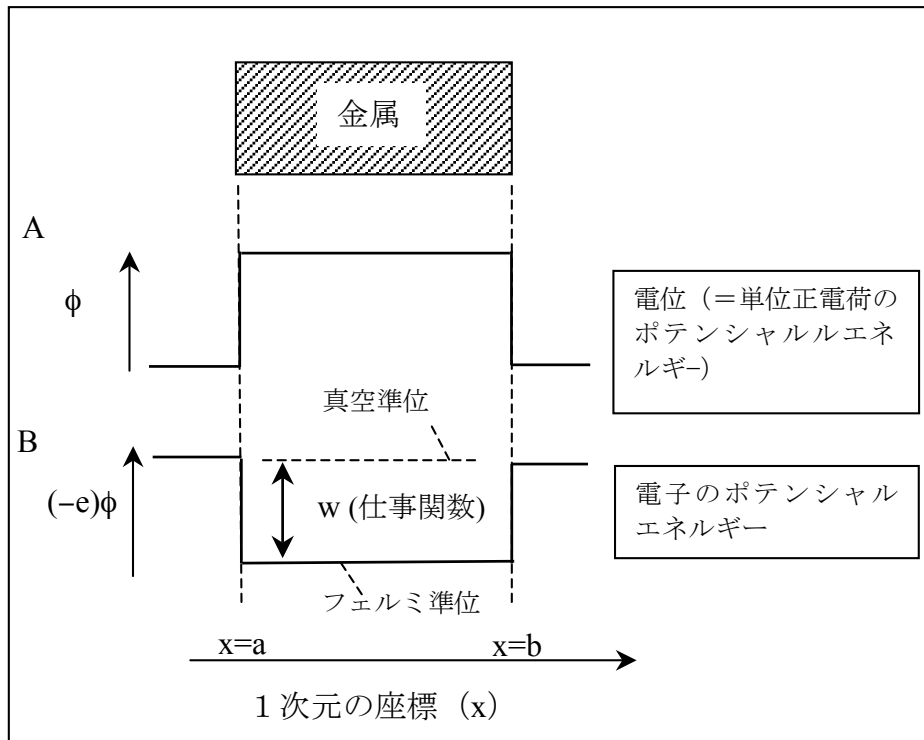 金属
A
φ
電位（＝単位正電荷の
ポテンシャルルエネ
ルギ−）
真空準位
B
(−e)φ
w (仕事関数)
電子のポテンシャル
エネルギー
フェルミ準位
x=a
x=b
１次元の座標（x）